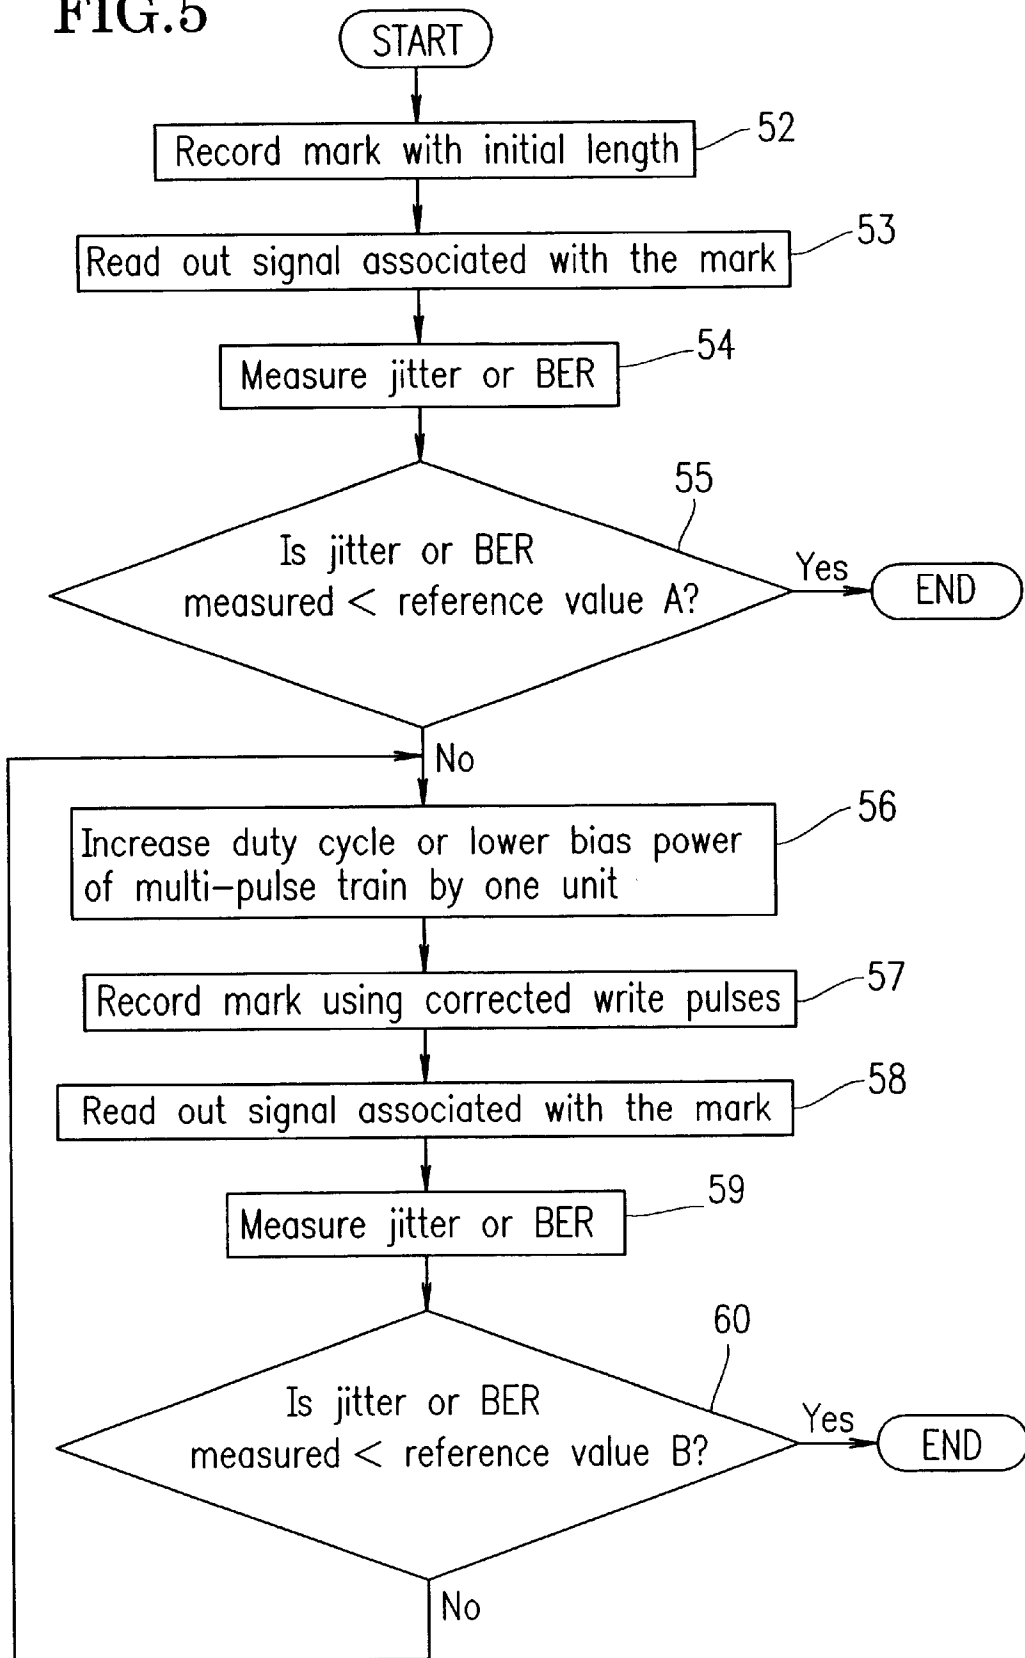 FIG.5
START
Record mark with initial length
52
Read out signal associated with the mark
53
Measure jitter or BER
54
55
Is jitter or BER
measured < reference value A?
Yes
END
No
Increase duty cycle or lower bias power
of multi-pulse train by one unit
56
Record mark using corrected write pulses
57
Read out signal associated with the mark
58
Measure jitter or BER
59
60
Is jitter or BER
measured < reference value B?
Yes
END
No